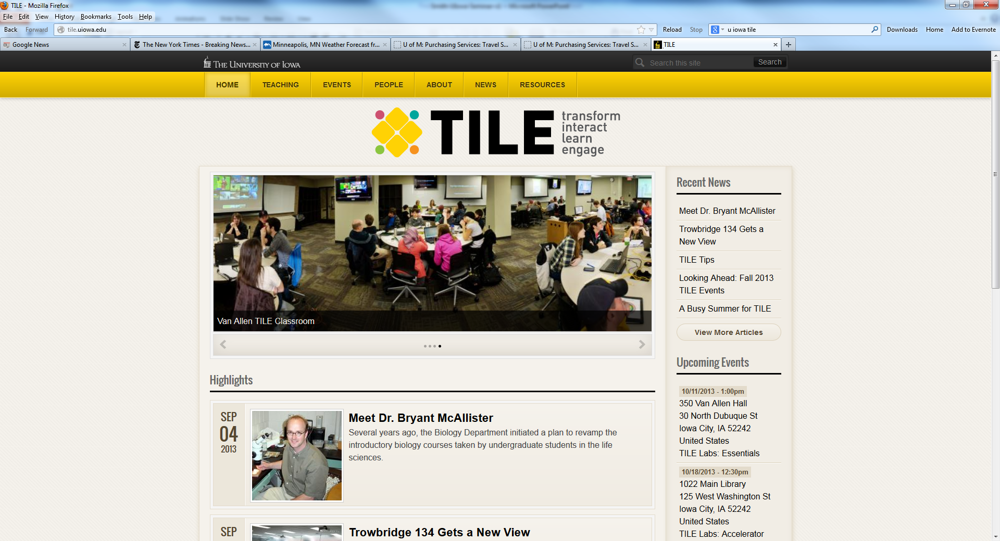 TILE - Mozilla Firefox
File Edit View History Bookmarks Tools Help
Back Forward tile.uiowa.edu Reload Stop u iowa tile Downloads Home Add to Evernote
Google News The New York Times - Breaking News... Minneapolis, MN Weather Forecast fr... U of M: Purchasing Services: Travel S... U of M: Purchasing Services: Travel S... TILE
THE UNIVERSITY OF IOWA Search this site Search
HOME TEACHING EVENTS PEOPLE ABOUT NEWS RESOURCES
TILE
transform
interact
learn
engage
Van Allen TILE Classroom
Highlights
SEP
04
2013
Meet Dr. Bryant McAllister
Several years ago, the Biology Department initiated a plan to revamp the
introductory biology courses taken by undergraduate students in the life
sciences.
SEP
Trowbridge 134 Gets a New View
Recent News
Meet Dr. Bryant McAllister
Trowbridge 134 Gets a
New View
TILE Tips
Looking Ahead: Fall 2013
TILE Events
A Busy Summer for TILE
View More Articles
Upcoming Events
10/11/2013 - 1:00pm
350 Van Allen Hall
30 North Dubuque St
Iowa City, IA 52242
United States
TILE Labs: Essentials
10/18/2013 - 12:30pm
1022 Main Library
125 West Washington St
Iowa City, IA 52242
United States
TILE Labs: Accelerator